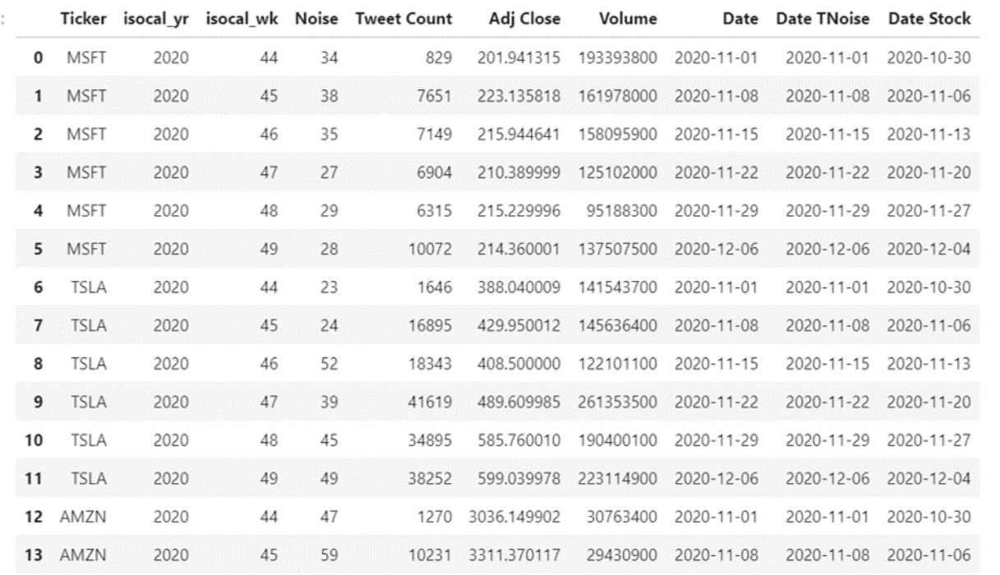 : Ticker isocal_yr isocal_wk Noise Tweet Count Adj Close Volume Date Date TNoise Date Stock
0 MSFT 2020 44 34 829 201.941315 193393800 2020-11-01 2020-11-01 2020-10-30
1 MSFT 2020 45 38 7651 223.135818 161978000 2020-11-08 2020-11-08 2020-11-06
2 MSFT 2020 46 35 7149 215.944641 158095900 2020-11-15 2020-11-15 2020-11-13
3 MSFT 2020 47 27 6904 210.389999 125102000 2020-11-22 2020-11-22 2020-11-20
4 MSFT 2020 48 29 6315 215.229996 95188300 2020-11-29 2020-11-29 2020-11-27
5 MSFT 2020 49 28 10072 214.360001 137507500 2020-12-06 2020-12-06 2020-12-04
6 TSLA 2020 44 23 1646 388.040009 141543700 2020-11-01 2020-11-01 2020-10-30
7 TSLA 2020 45 24 16895 429.950012 145636400 2020-11-08 2020-11-08 2020-11-06
8 TSLA 2020 46 52 18343 408.500000 122101100 2020-11-15 2020-11-15 2020-11-13
9 TSLA 2020 47 39 41619 489.609985 261353500 2020-11-22 2020-11-22 2020-11-20
10 TSLA 2020 48 45 34895 585.760010 190400100 2020-11-29 2020-11-29 2020-11-27
11 TSLA 2020 49 49 38252 599.039978 223114900 2020-12-06 2020-12-06 2020-12-04
12 AMZN 2020 44 47 1270 3036.149902 30763400 2020-11-01 2020-11-01 2020-10-30
13 AMZN 2020 45 59 10231 3311.370117 29430900 2020-11-08 2020-11-08 2020-11-06